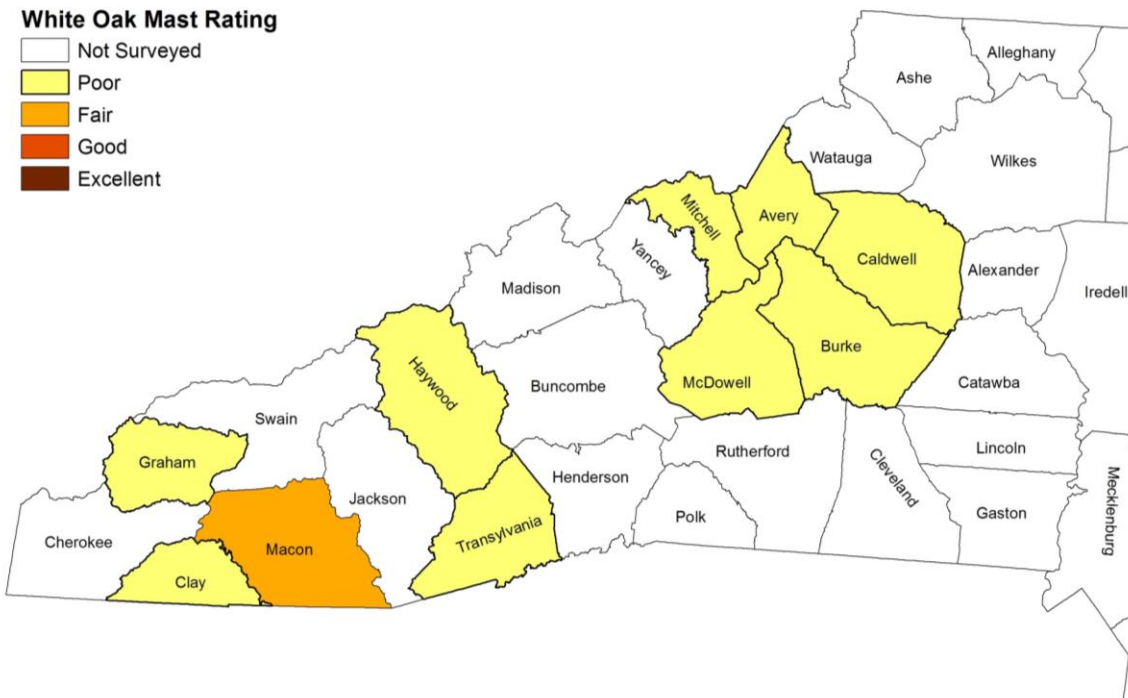 White Oak Mast Rating
Not Surveyed
Poor
Fair
Good
Excellent
Alleghany
Ashe
Watauga
Wilkes
Mitchell
Avery
Yancey
Caldwell
Alexander
Madison
Iredell
Burke
Haywood
McDowell
Buncombe
Catawba
Swain
Graham
Rutherford
Lincoln
Cleveland
Henderson
Mecklenburg
Jackson
Polk
Gaston
Transylvania
Cherokee
Macon
Clay